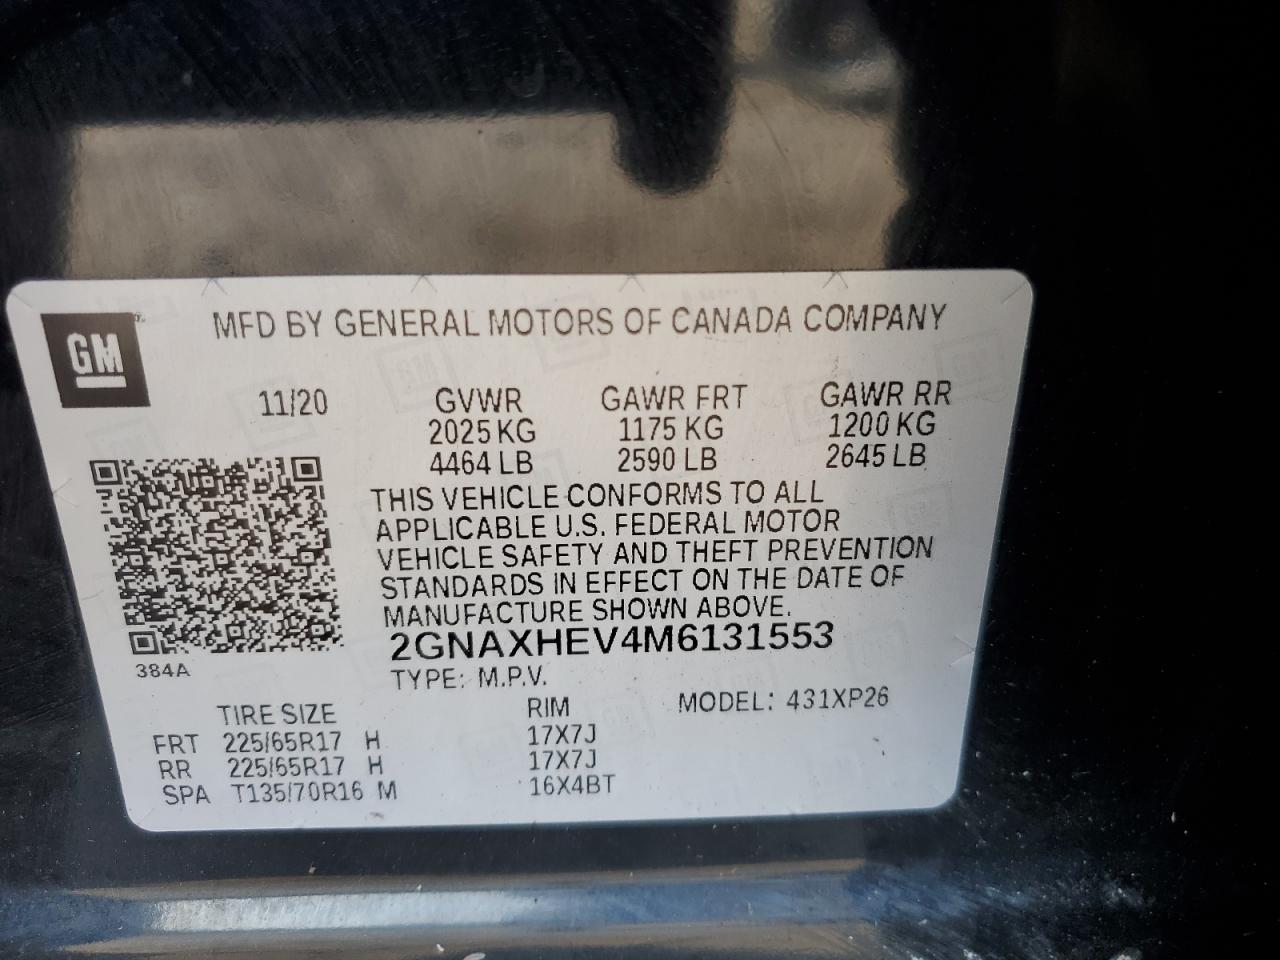 MFD BY GENERAL MOTORS OF CANADA COMPANY
GM
11/20 GVWR GAWR FRT GAWR RR
2025 KG 1175 KG 1200 KG
4464 LB 2590 LB 2645 LB
THIS VEHICLE CONFORMS TO ALL
APPLICABLE U.S. FEDERAL MOTOR
VEHICLE SAFETY AND THEFT PREVENTION
STANDARDS IN EFFECT ON THE DATE OF
MANUFACTURE SHOWN ABOVE.
2GNAXHEV4M6131553
384A
TYPE: M.P.V.
TIRE SIZE RIM MODEL: 431XP26
FRT 225/65R17 H 17X7J
RR 225/65R17 H 17X7J
SPA T135/70R16 M 16X4BT